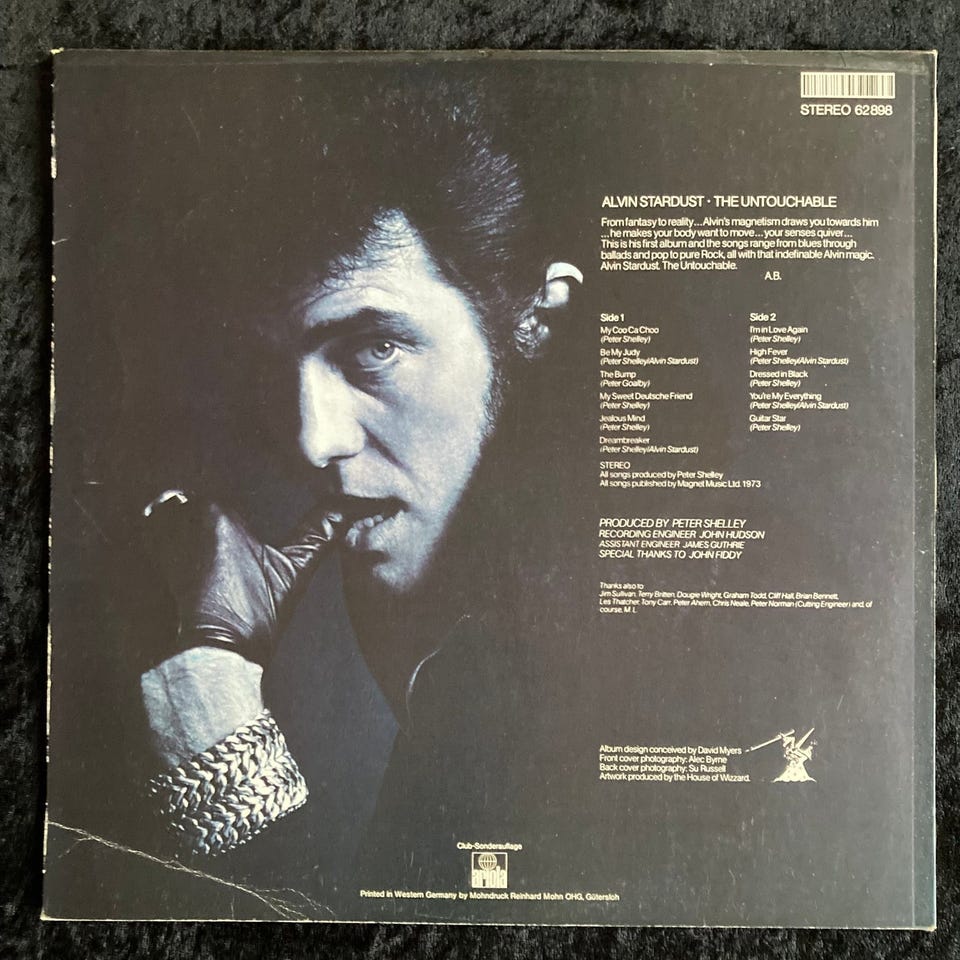 STEREO 62 898
ALVIN STARDUST · THE UNTOUCHABLE
From fantasy to reality... Alvin's magnetism draws you towards him
...he makes your body want to move...your senses quiver...
This is his first album and the songs range from blues through
ballads and pop to pure Rock, all with that indefinable Alvin magic.
Alvin Stardust. The Untouchable.
A.B.
Side 1
My Coo Ca Choo
(Peter Shelley)
Be My Judy
(Peter Shelley/Alvin Stardust)
The Bump
(Peter Goalby)
My Sweet Deutsche Friend
(Peter Shelley)
Jealous Mind
(Peter Shelley)
Dreambreaker
(Peter Shelley/Alvin Stardust)
Side 2
I'm in Love Again
(Peter Shelley)
High Fever
(Peter Shelley/Alvin Stardust)
Dressed in Black
(Peter Shelley)
You're My Everything
(Peter Shelley/Alvin Stardust)
Guitar Star
(Peter Shelley)
STEREO
All songs produced by Peter Shelley
All songs published by Magnet Music Ltd. 1973
PRODUCED BY PETER SHELLEY
RECORDING ENGINEER JOHN HUDSON
ASSISTANT ENGINEER JAMES GUTHRIE
SPECIAL THANKS TO JOHN FIDDY
Thanks also to
Jim Sullivan, Terry Britten, Dougie Wright, Graham Todd, Cliff Hall, Brian Bennett,
Les Thatcher, Tony Carr, Peter Ahern, Chris Neale, Peter Norman (Cutting Engineer) and, of
course, M. L.
Album design conceived by David Myers
Front cover photography: Alec Byrne
Back cover photography: Su Russell
Artwork produced by the House of Wizzard.
Club-Sonderauflage
ariola
Printed in Western Germany by Mohndruck Reinhard Mohn OHG, Gütersloh